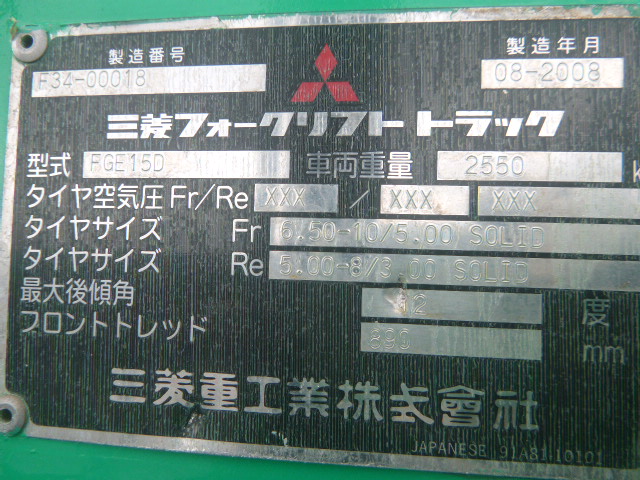 製造番号 製造年月
F34-00018 08-2008
三菱フォークリフトトラック
型式 FGE15D 車両重量 2550
タイヤ空気圧 Fr/Re XXX / XXX XXX
タイヤサイズ Fr 6.50-10/5.00 SOLID
タイヤサイズ Re 5.00-8/3.00 SOLID
最大後傾角 12 度
フロントトレッド 890 mm
三菱重工業株式會社
JAPANESE 91A81 10101